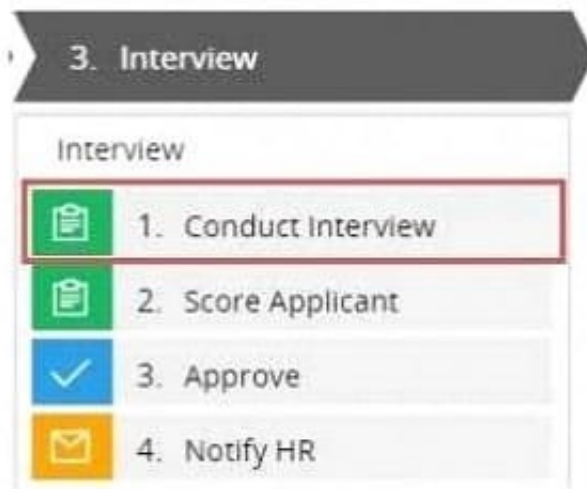 3. Interview
Interview
1. Conduct Interview
2. Score Applicant
3. Approve
4. Notify HR